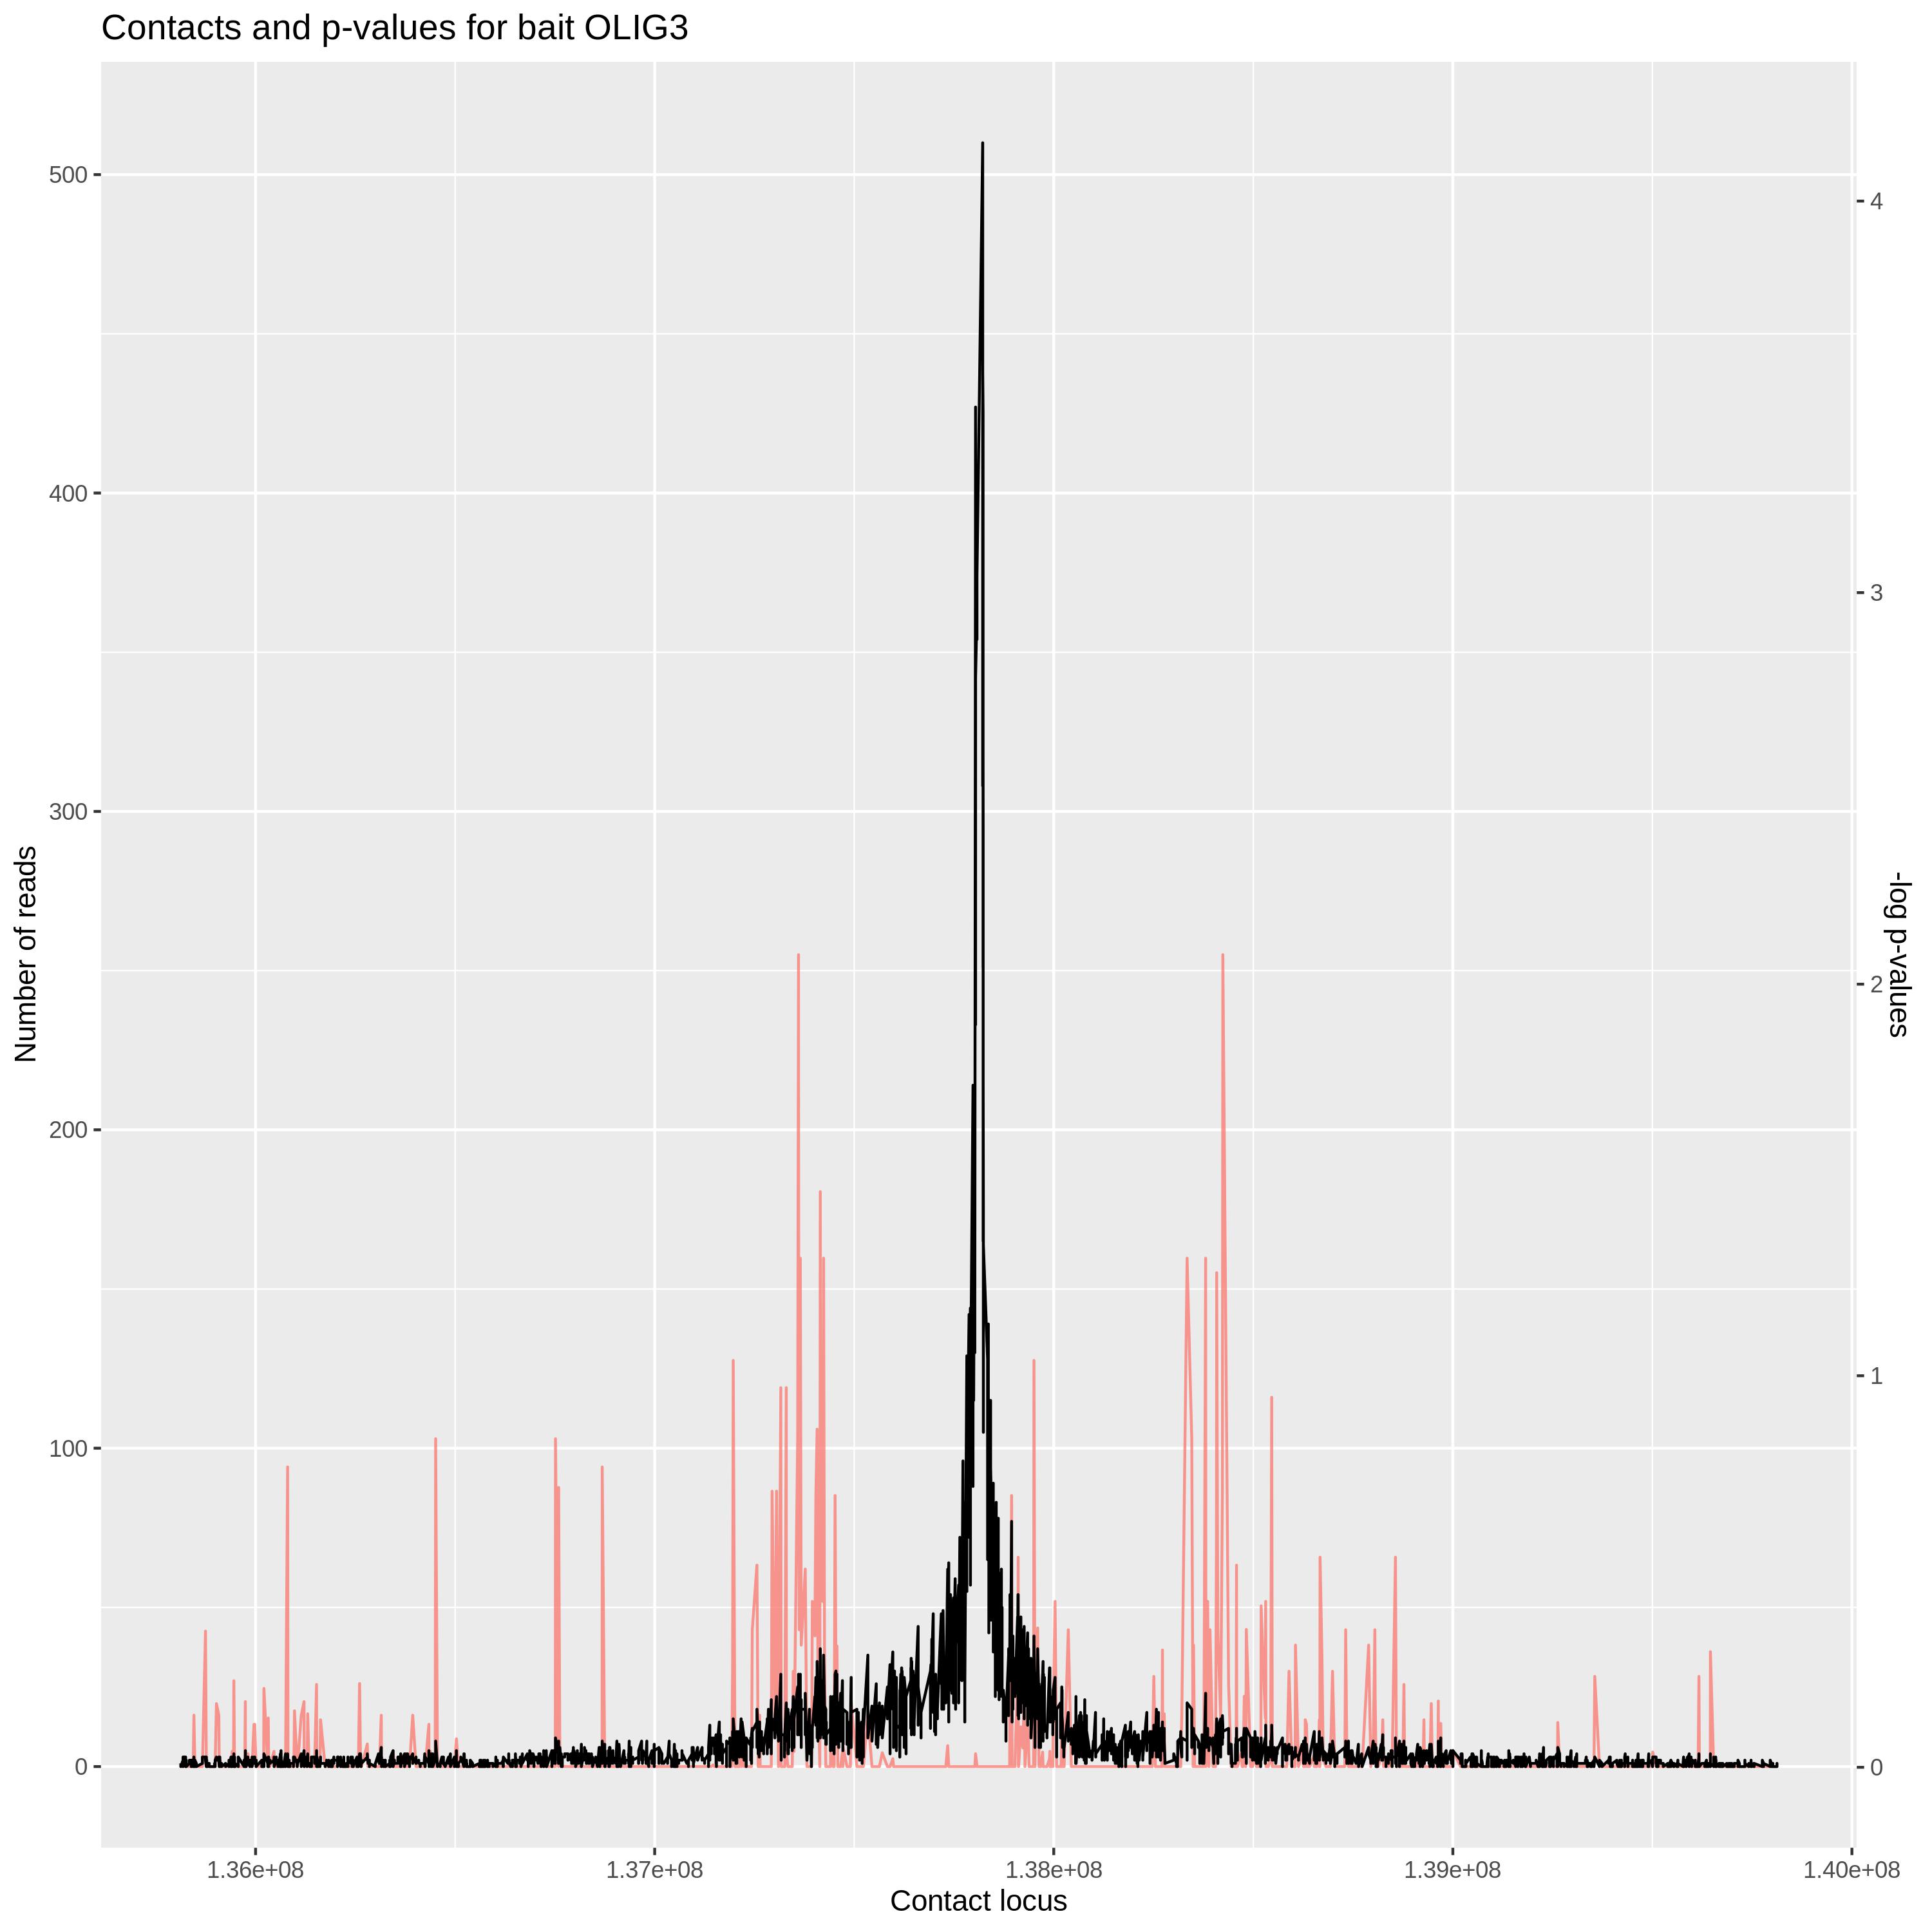 Contacts and p-values for bait OLIG3
500
400
300
200
100
0
Number of reads
4
3
2
1
0
-log p-values
1.36e+08 1.37e+08 1.38e+08 1.39e+08 1.40e+08
Contact locus